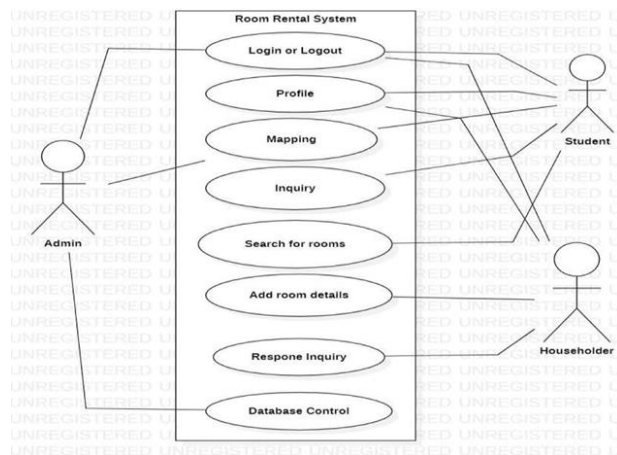 Room Rental System
Login or Logout
Profile
Mapping
Student
Inquiry
Admin
Search for rooms
Add room details
Respone Inquiry
Householder
Database Control
UNREGISTERED